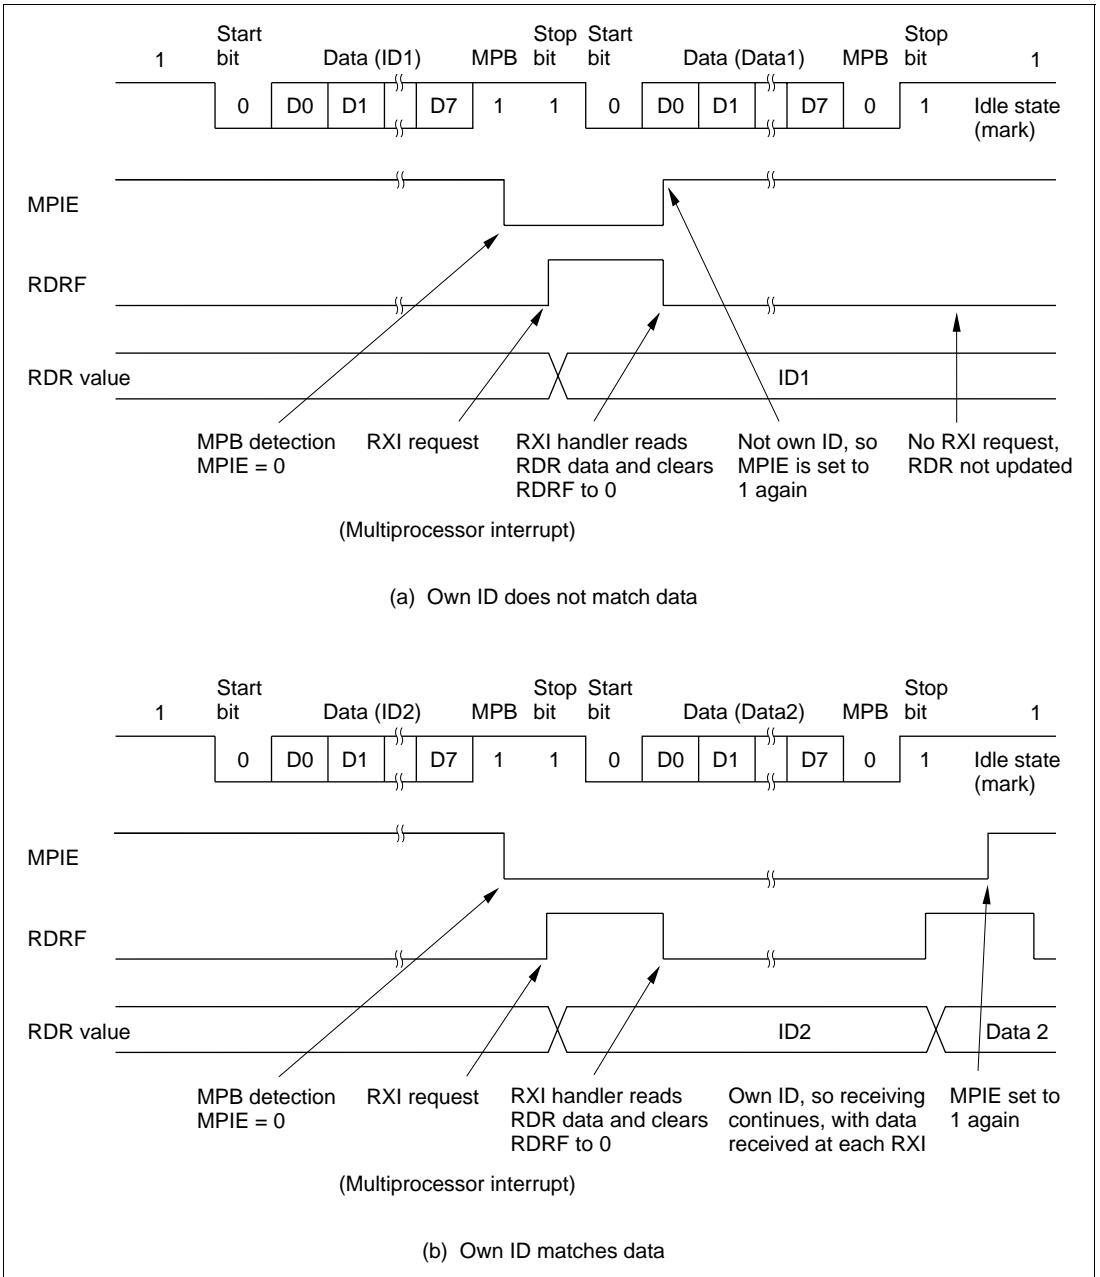 Start Stop Start Stop
1 bit Data (ID1) MPB bit bit Data (Data1) MPB bit 1
0 D0 D1 D7 1 1 0 D0 D1 D7 0 1 Idle state
(mark)
MPIE
RDRF
RDR value ID1
MPB detection
MPIE = 0
RXI request
RXI handler reads
RDR data and clears
RDRF to 0
Not own ID, so
MPIE is set to
1 again
No RXI request,
RDR not updated
(Multiprocessor interrupt)
(a) Own ID does not match data
Start Stop Start Stop
1 bit Data (ID2) MPB bit bit Data (Data2) MPB bit 1
0 D0 D1 D7 1 1 0 D0 D1 D7 0 1 Idle state
(mark)
MPIE
RDRF
RDR value ID2 Data 2
MPB detection
MPIE = 0
RXI request
RXI handler reads
RDR data and clears
RDRF to 0
Own ID, so receiving
continues, with data
received at each RXI
MPIE set to
1 again
(Multiprocessor interrupt)
(b) Own ID matches data